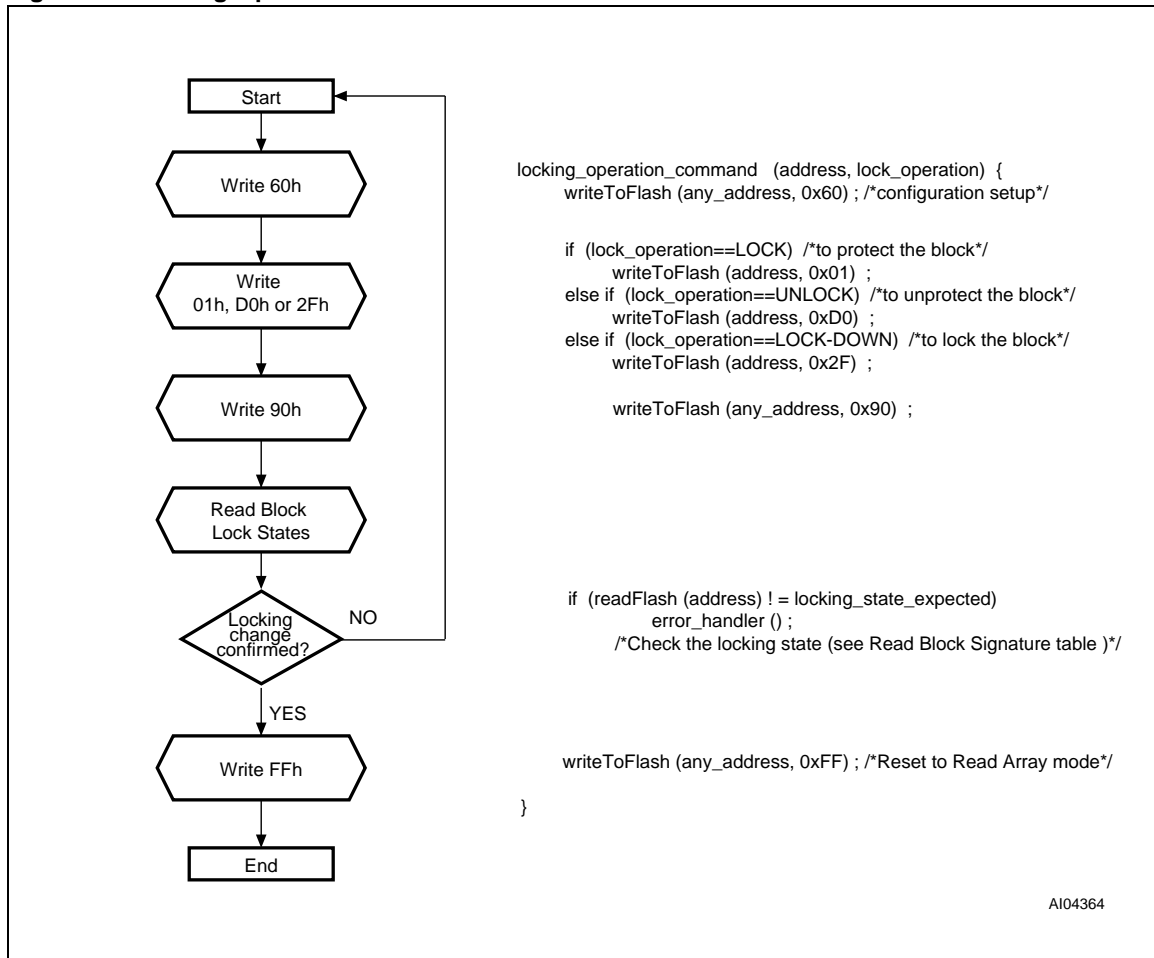 Start
Write 60h
Write
01h, D0h or 2Fh
Write 90h
Read Block
Lock States
Locking
change
confirmed?
NO
YES
Write FFh
End
locking_operation_command (address, lock_operation) {
writeToFlash (any_address, 0x60) ; /*configuration setup*/
if (lock_operation==LOCK) /*to protect the block*/
writeToFlash (address, 0x01) ;
else if (lock_operation==UNLOCK) /*to unprotect the block*/
writeToFlash (address, 0xD0) ;
else if (lock_operation==LOCK-DOWN) /*to lock the block*/
writeToFlash (address, 0x2F) ;
writeToFlash (any_address, 0x90) ;
if (readFlash (address) ! = locking_state_expected)
error_handler () ;
/*Check the locking state (see Read Block Signature table )*/
writeToFlash (any_address, 0xFF) ; /*Reset to Read Array mode*/
}
AI04364